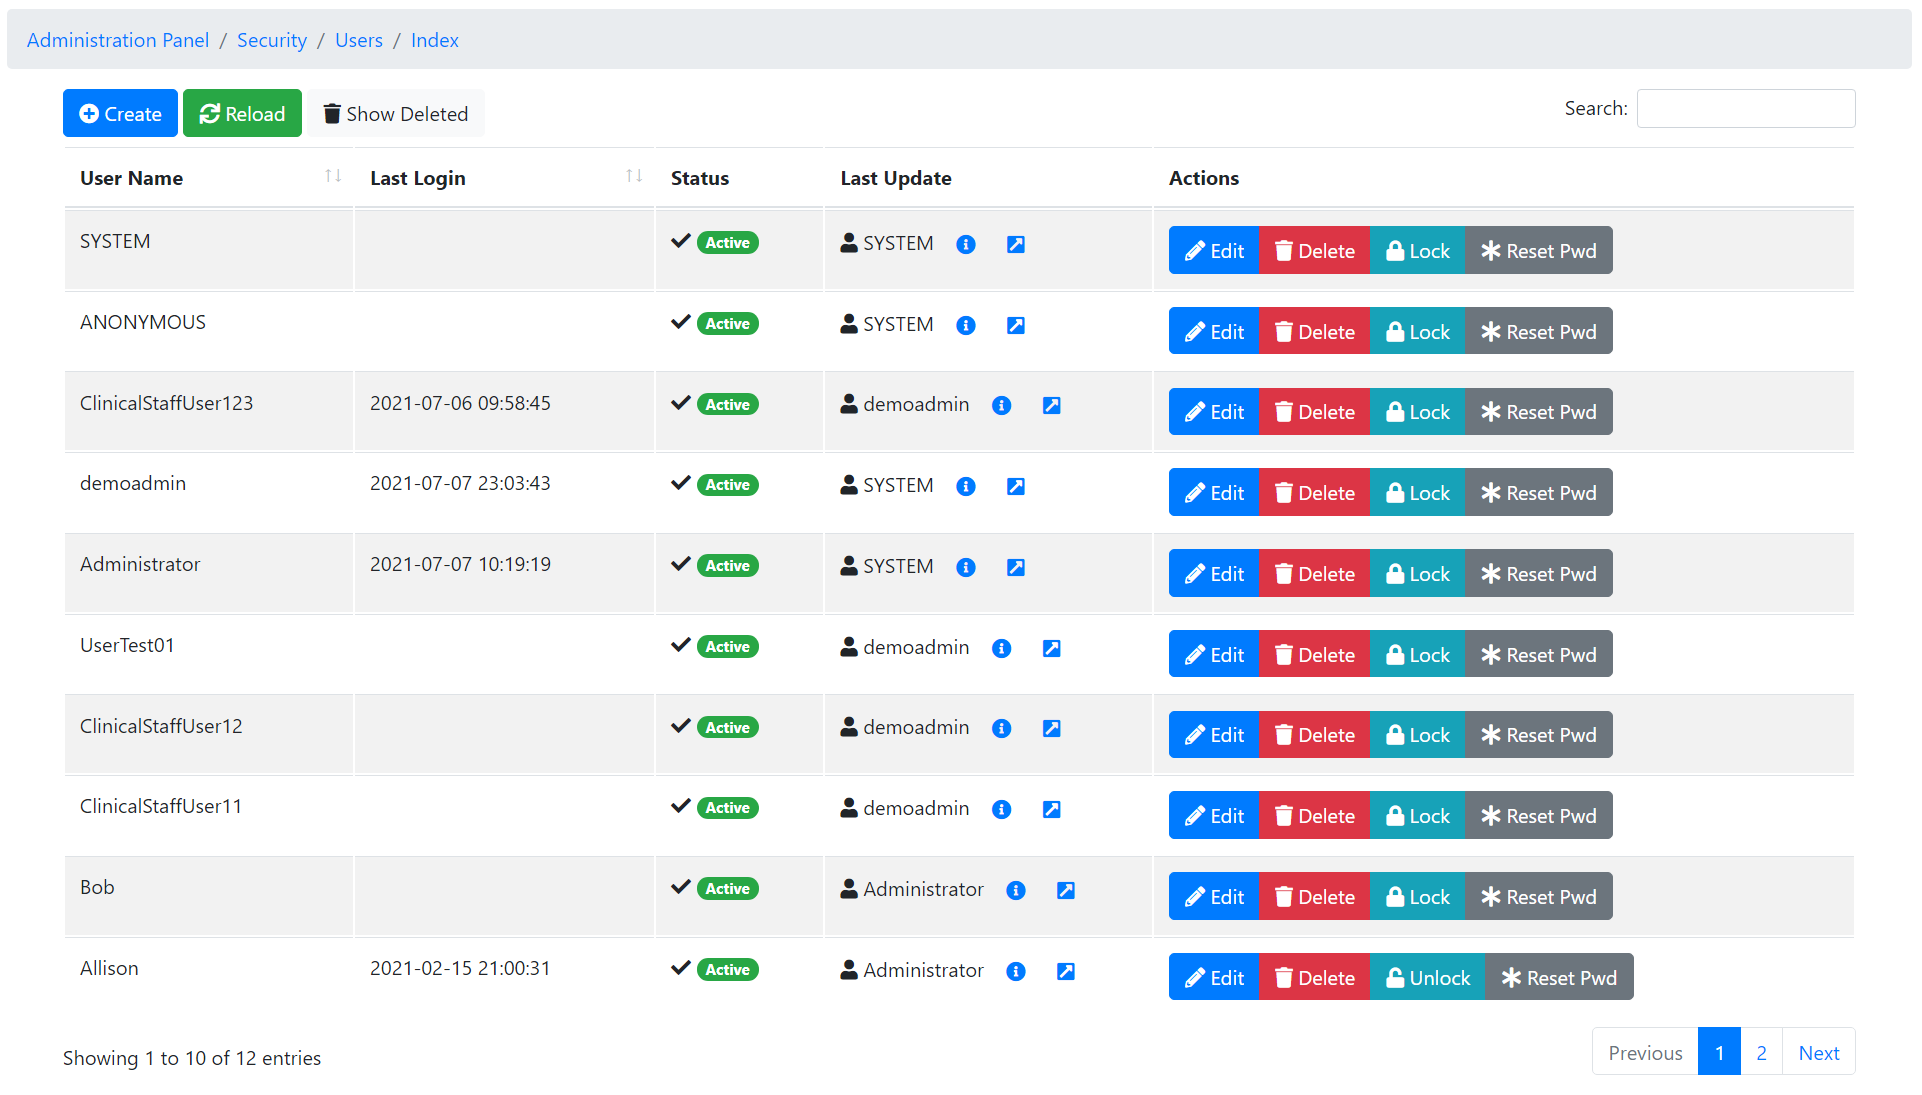 Administration Panel / Security / Users / Index
Create Reload Show Deleted Search:
User Name Last Login Status Last Update Actions
SYSTEM Active SYSTEM Edit Delete Lock Reset Pwd
ANONYMOUS Active SYSTEM Edit Delete Lock Reset Pwd
ClinicalStaffUser123 2021-07-06 09:58:45 Active demoadmin Edit Delete Lock Reset Pwd
demoadmin 2021-07-07 23:03:43 Active SYSTEM Edit Delete Lock Reset Pwd
Administrator 2021-07-07 10:19:19 Active SYSTEM Edit Delete Lock Reset Pwd
UserTest01 Active demoadmin Edit Delete Lock Reset Pwd
ClinicalStaffUser12 Active demoadmin Edit Delete Lock Reset Pwd
ClinicalStaffUser11 Active demoadmin Edit Delete Lock Reset Pwd
Bob Active Administrator Edit Delete Lock Reset Pwd
Allison 2021-02-15 21:00:31 Active Administrator Edit Delete Unlock Reset Pwd
Showing 1 to 10 of 12 entries Previous 1 2 Next